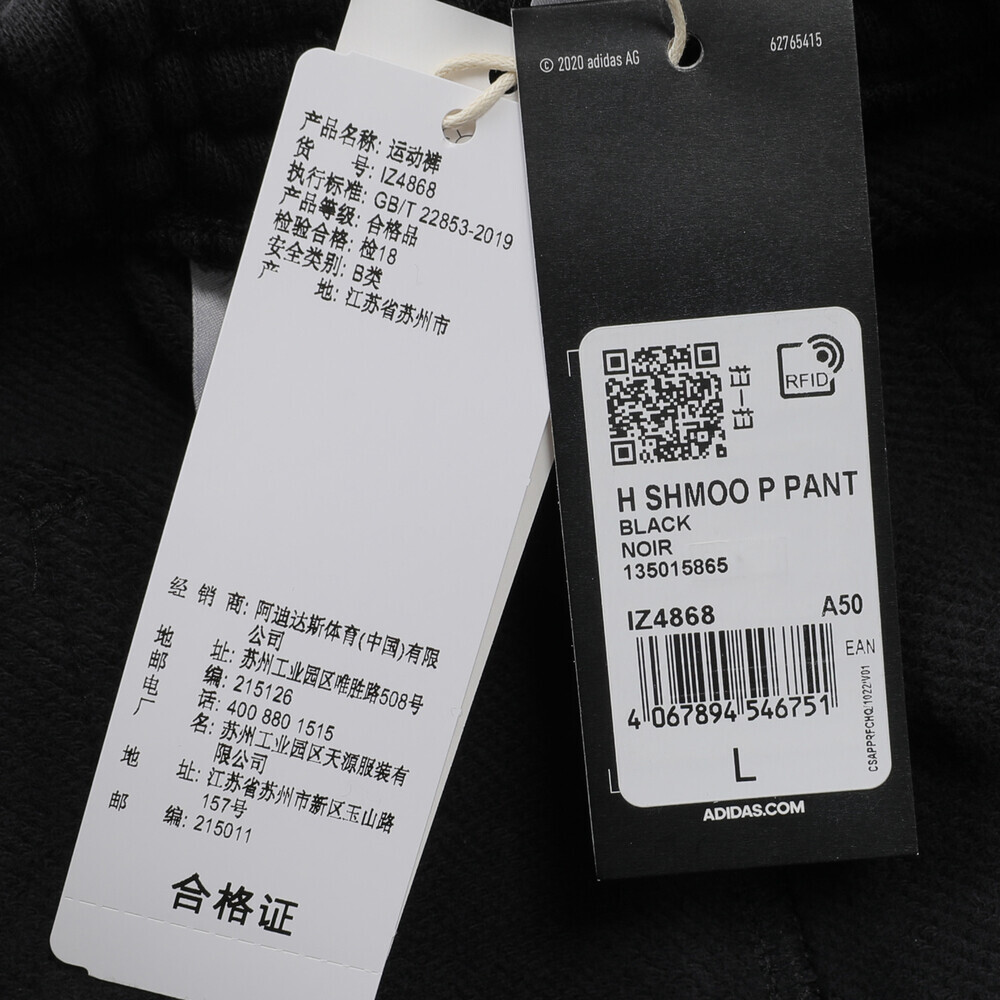 产品名称: 运动裤
货 号: IZ4868
执行标准: GB/T 22853-2019
产品等级: 合格品
检验合格: 检18
安全类别: B类
产 地: 江苏省苏州市
经 销 商: 阿迪达斯体育(中国)有限
公司
地 址: 苏州工业园区唯胜路508号
邮 编: 215126
电 话: 400 880 1515
厂 名: 苏州工业园区天源服装有
限公司
地 址: 江苏省苏州市新区玉山路
157号
邮 编: 215011
合格证
© 2020 adidas AG
62765415
扫一扫
RFID
H SHMOO P PANT
BLACK
NOIR
135015865
IZ4868 A50
EAN
4 067894 546751
CSAPPRFCHQ.1022\V01
L
ADIDAS.COM